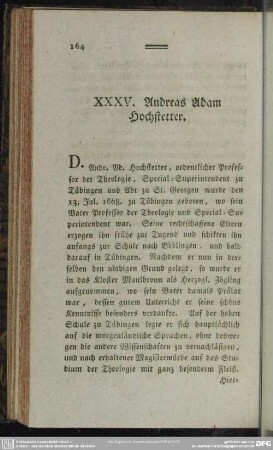 164
XXXV. Andreas Adam
Hochstetter.
D. Andr. Ad. Hochstetter, ordentlicher Profes-
sor der Theologie, Special-Superintendent zu
Tübingen und Abt zu St. Georgen wurde den
13. Jul. 1668. zu Tübingen geboren, wo sein
Vater Professor der Theologie und Special-Su-
perintendent war. Seine rechtschaffene Eltern
erzogen ihn frühe zur Tugend und schikten ihn
anfangs zur Schule nach Böblingen, und bald
darauf in Tübingen. Nachdem er nun in der-
selben den nöthigen Grund gelegt, so wurde er
in das Kloster Maulbronn als Herzogl. Zögling
aufgenommen, wo sein Vater damals Prälat
war, dessen gutem Unterricht er seine schöne
Kenntnisse besonders verdankte. Auf der hohen
Schule zu Tübingen legte er sich hauptsächlich
auf die morgenländische Sprachen, ohne deswe-
gen die andere Wissenschaften zu vernachläßigen,
und nach erhaltener Magisterwürde auf das Stu-
dium der Theologie mit ganz besonderm Fleiß.
Hier-